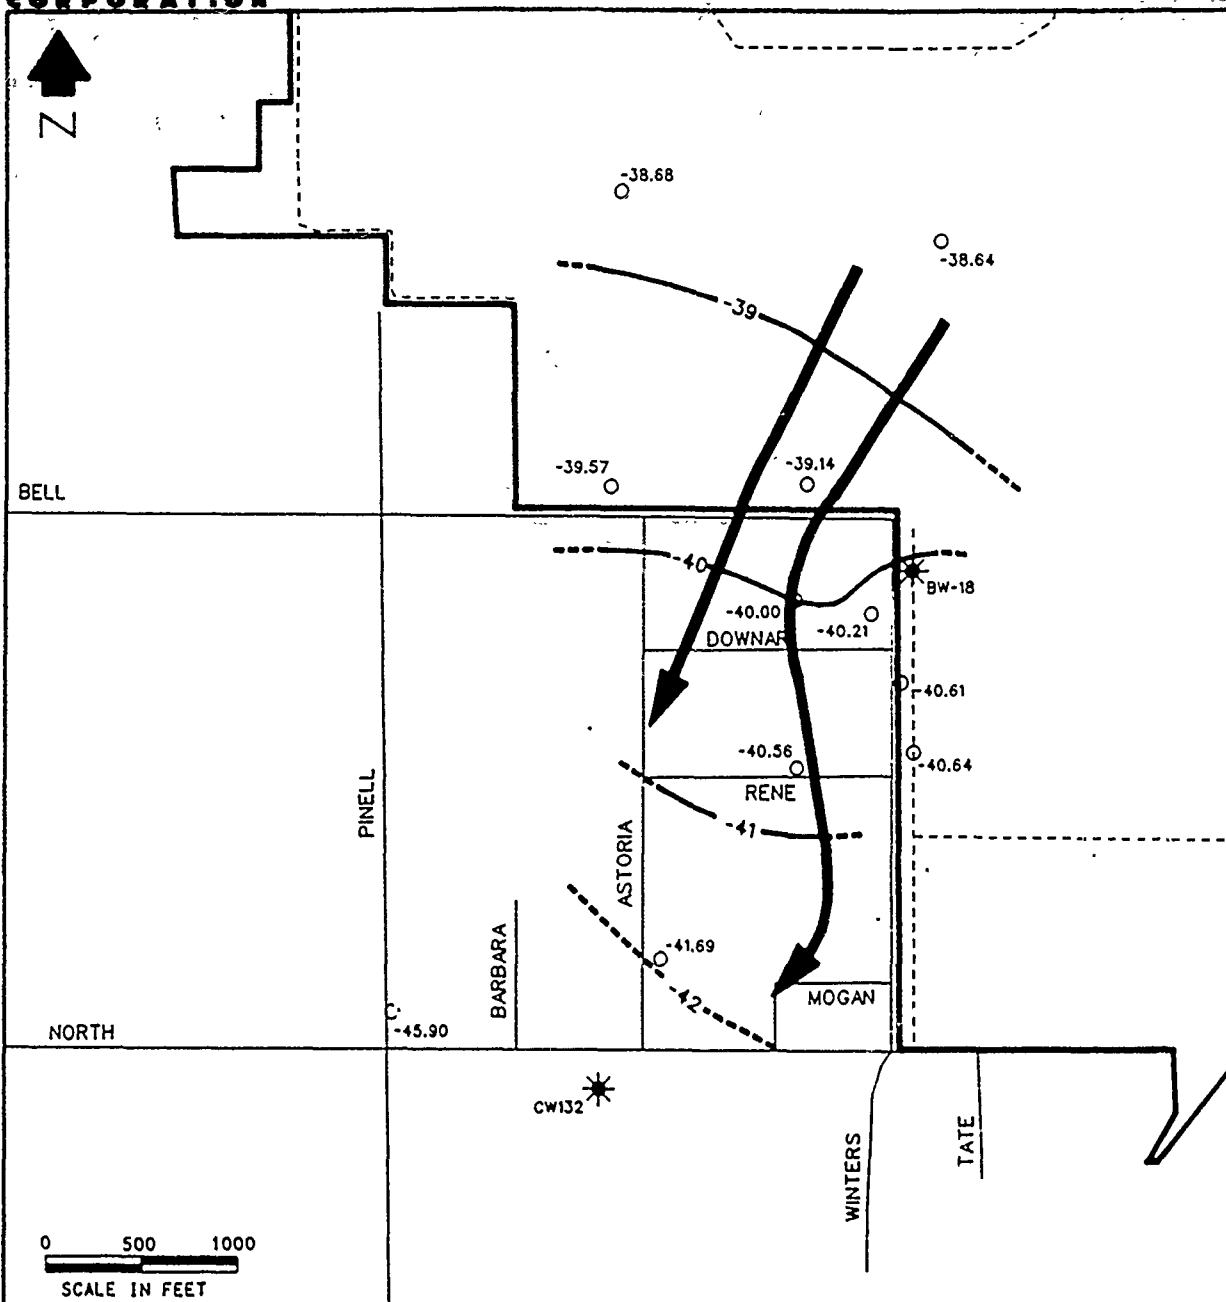 CORPORATION
Z
-38.68
-38.64
-39
-39.57
-39.14
BELL
-40
BW-18
-40.00
-40.21
DOWNAR
-40.61
-40.56
-40.64
RENE
PINELL
-41
ASTORIA
-41.69
BARBARA
-42
MOGAN
-45.90
NORTH
CW132
WINTERS
TATE
0 500 1000
SCALE IN FEET